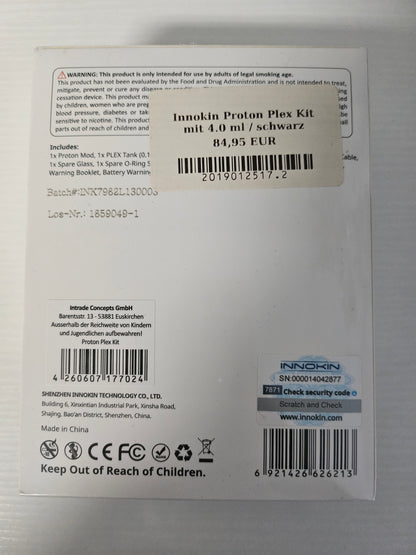 WARNING: This product is only intended for use by adults of legal smoking age.
This product has not been evaluated by the Food and Drug Administration and is not intended to treat,
mitigate, prevent or cure any disease or
cessation device. This product
by children, women who are
blood pressure, diabetes or
sensitive to nicotine. This
parts out of reach of children
Innokin Proton Plex Kit
mit 4.0 ml / schwarz
84,95 EUR
2019012517.2
Includes:
1x Proton Mod, 1x PLEX Tank (0.1
1x Spare Glass, 1x Spare O-Ring
Warning Booklet, Battery Warning
Batch#:INK7982L130003
Los-Nr.: 1859049-1
Intrade Concepts GmbH
Barentsstr. 13 - 53881 Euskirchen
Ausserhalb der Reichweite von Kindern
und Jugendlichen aufbewahren!
Proton Plex Kit
4 260607 177024
SHENZHEN INNOKIN TECHNOLOGY CO., LTD.
Building 6, Xinxintian Industrial Park, Xinsha Road,
Shajing, Bao'an District, Shenzhen, China.
Made in China
Keep Out of Reach of Children.
INNOKIN
SN:000014042877
7871 Check security code
Scratch and Check
www.innokin.com
6 921426 626213